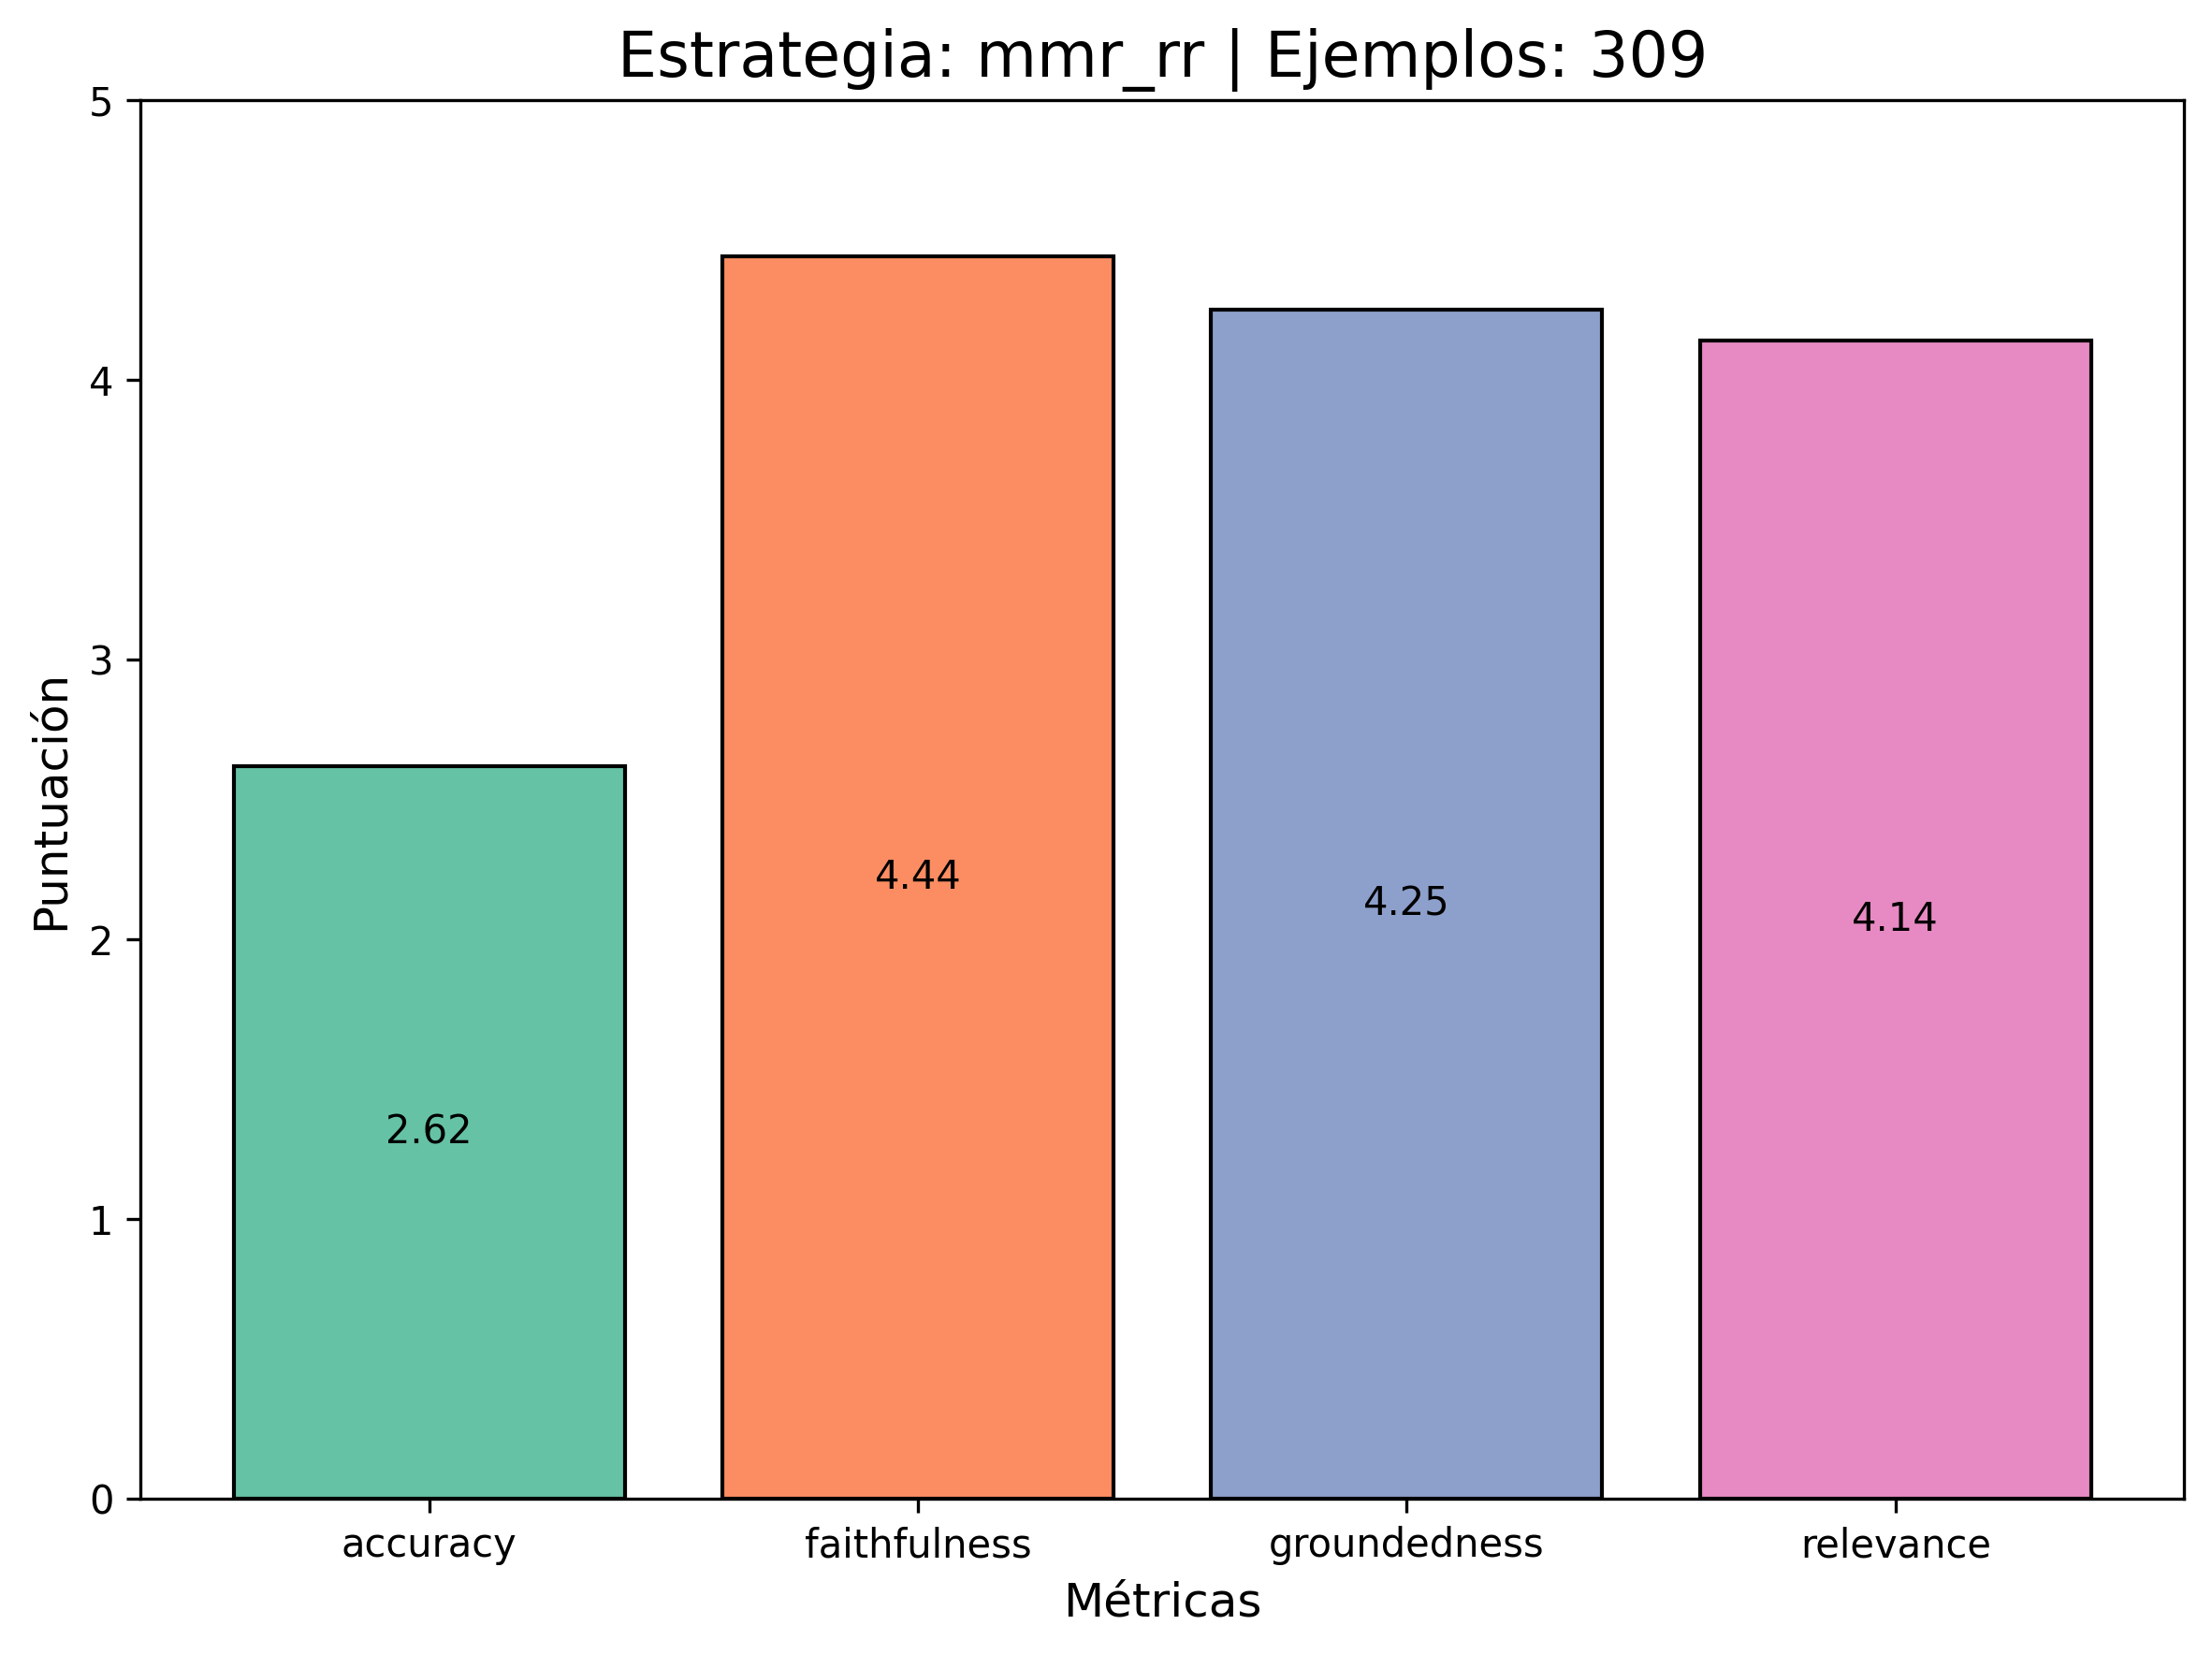 Estrategia: mmr_rr | Ejemplos: 309
5
4
3
2
1
0
Puntuación
2.62
4.44
4.25
4.14
accuracy
faithfulness
groundedness
relevance
Métricas